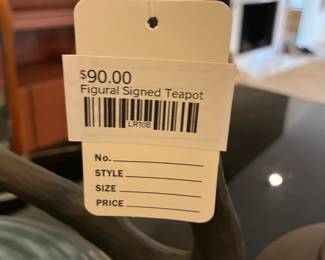 $90.00
Figural Signed Teapot
LR108
No.
STYLE
SIZE
PRICE